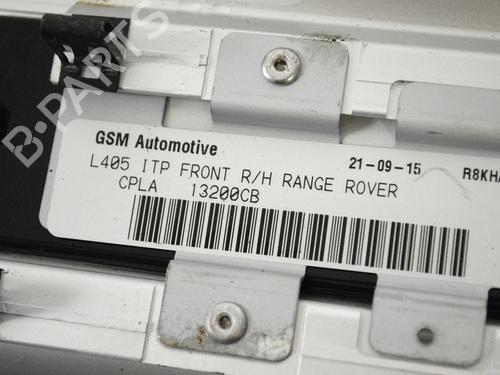 B-PARTS
GSM Automotive 21-09-15 R8KHA
L405 ITP FRONT R/H RANGE ROVER
CPLA 13200CB